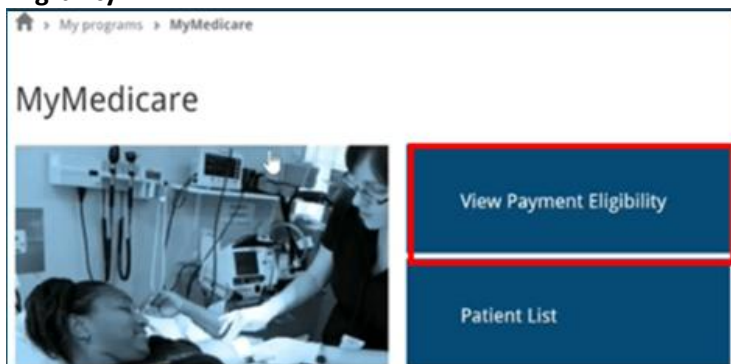 My programs > MyMedicare
MyMedicare
View Payment Eligibility
Patient List